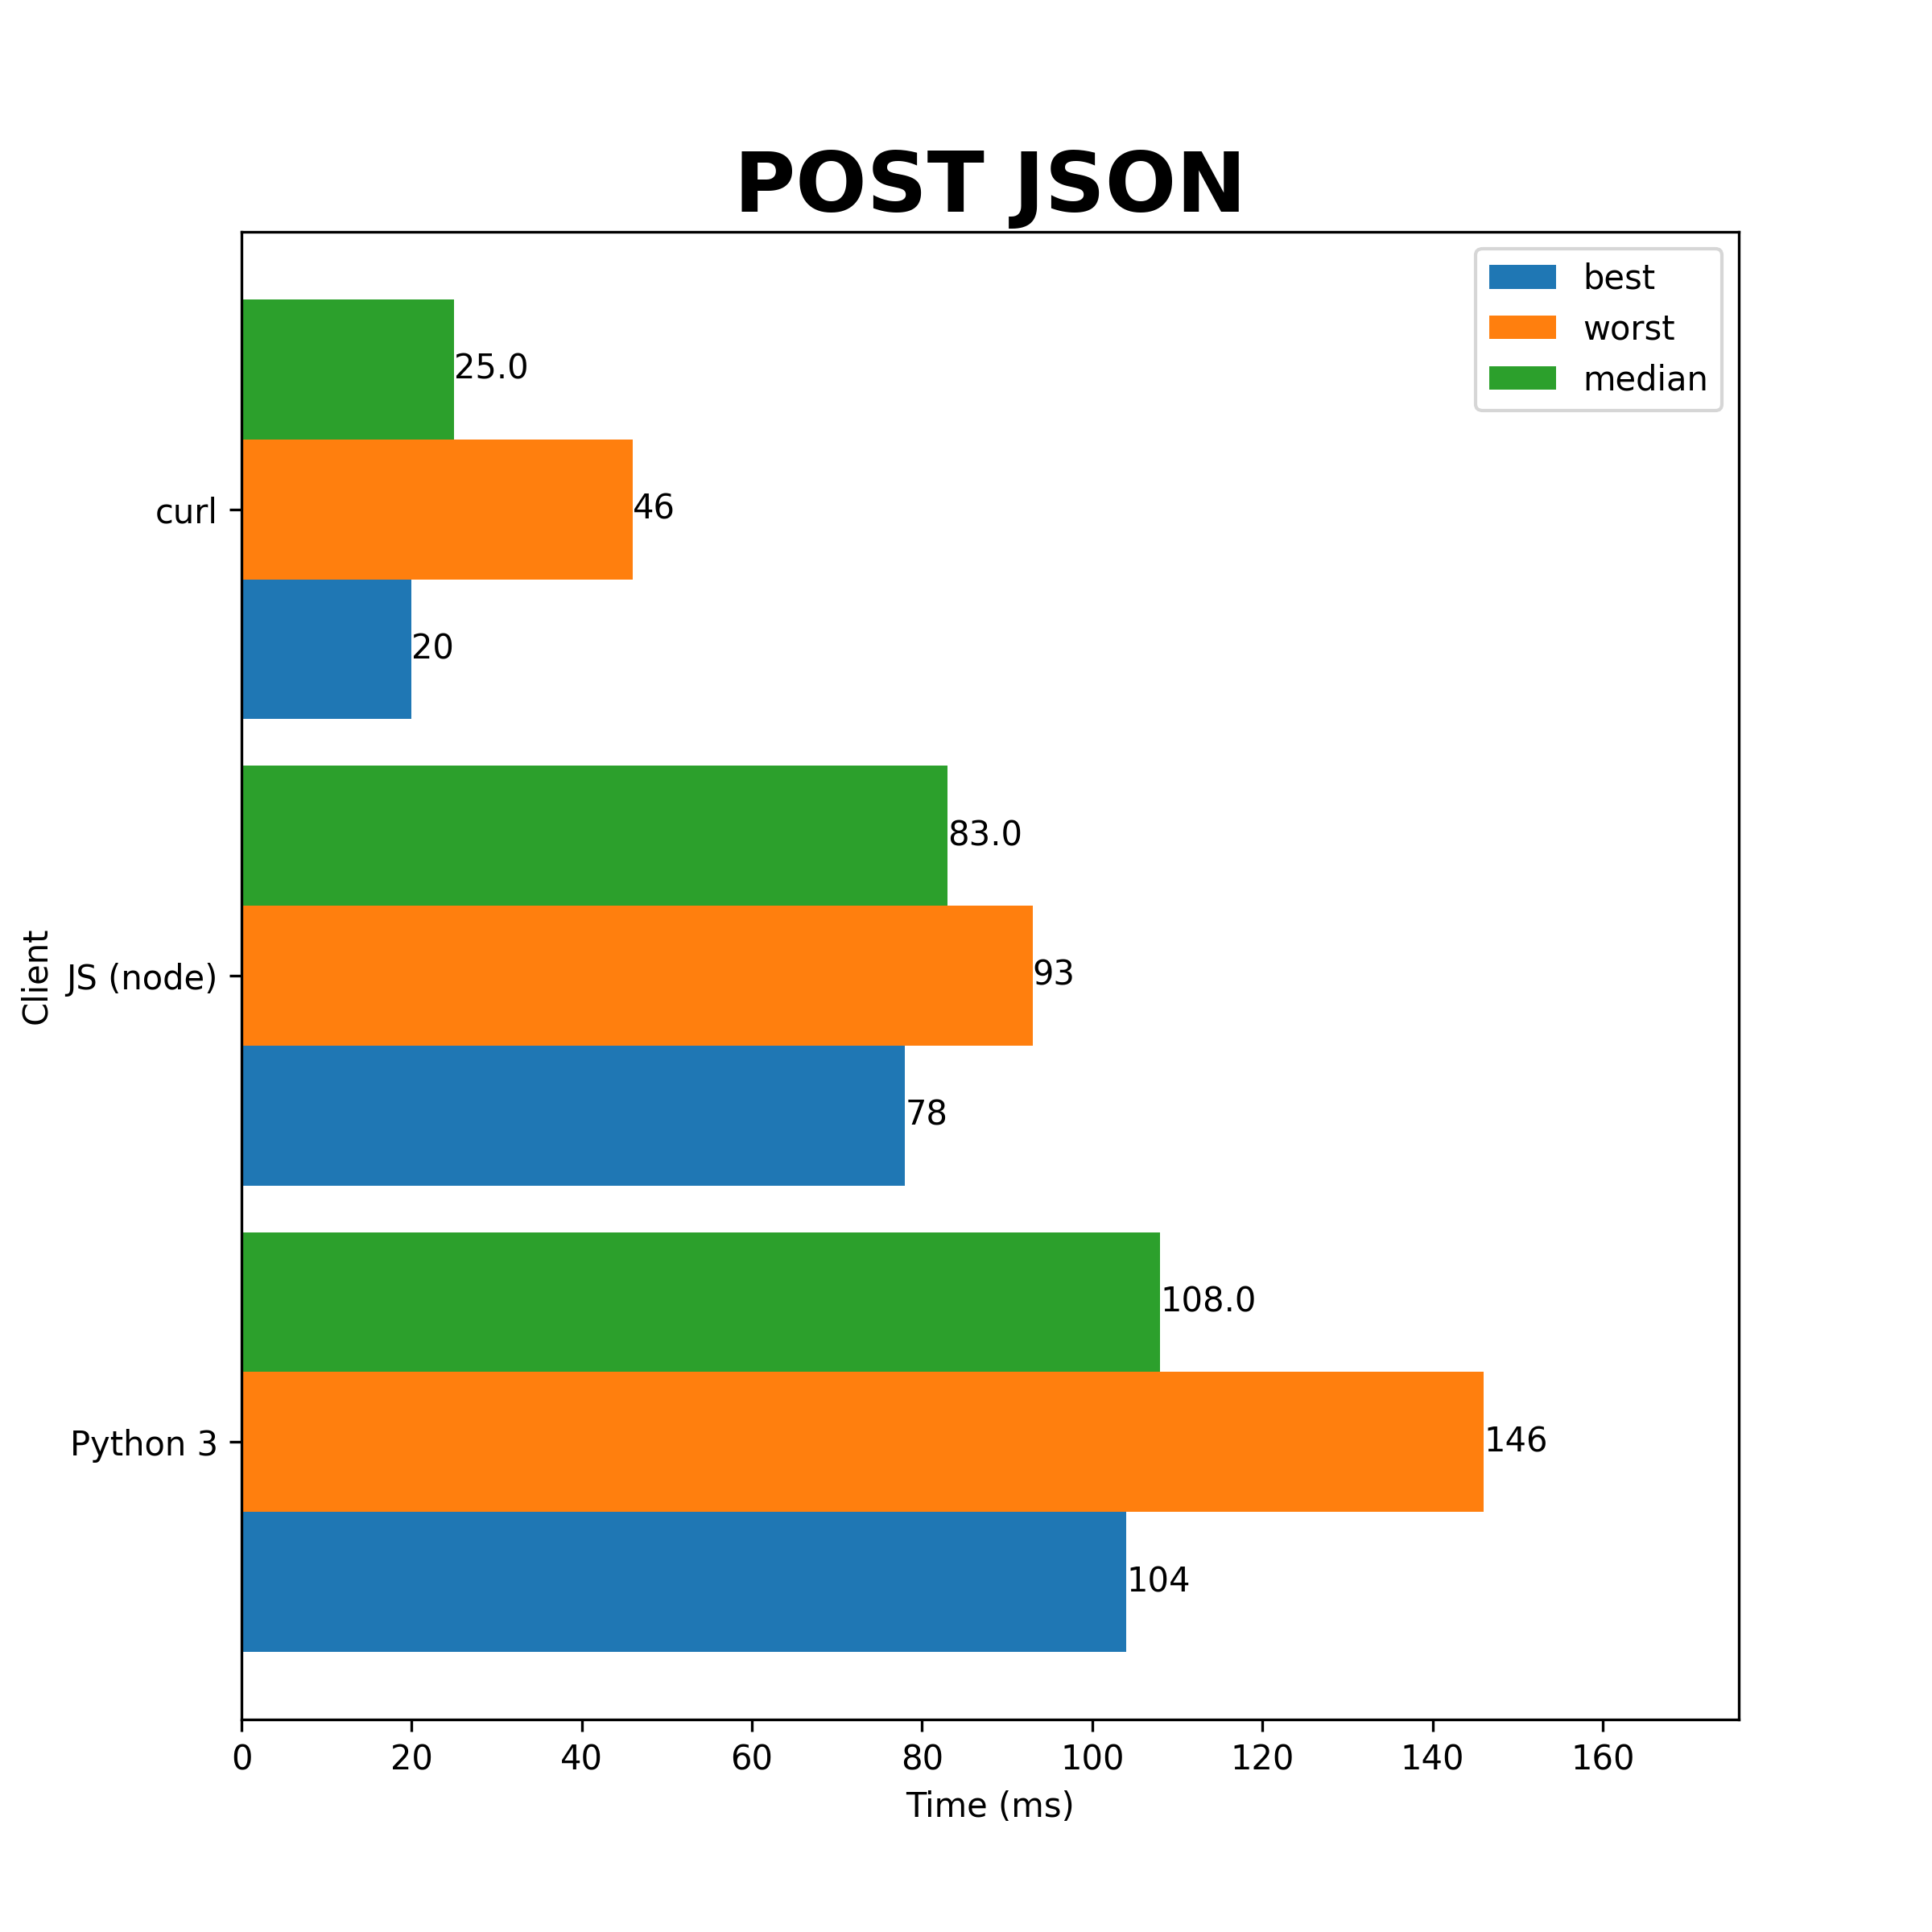 POST JSON
best
worst
median
25.0
curl
46
20
83.0
Client
JS (node)
93
78
108.0
Python 3
146
104
0 20 40 60 80 100 120 140 160
Time (ms)